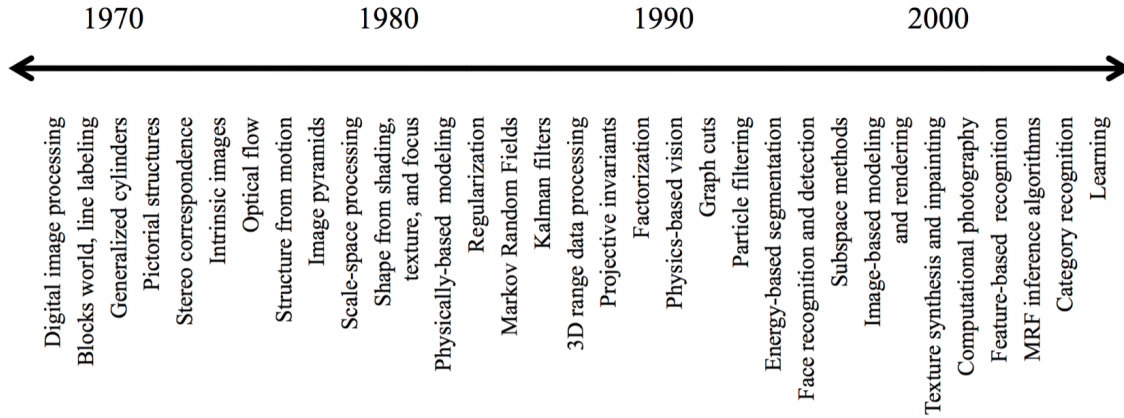 1970 1980 1990 2000
Digital image processing
Blocks world, line labeling
Generalized cylinders
Pictorial structures
Stereo correspondence
Intrinsic images
Optical flow
Structure from motion
Image pyramids
Scale-space processing
Shape from shading,
texture, and focus
Physically-based modeling
Regularization
Markov Random Fields
Kalman filters
3D range data processing
Projective invariants
Factorization
Physics-based vision
Graph cuts
Particle filtering
Energy-based segmentation
Face recognition and detection
Subspace methods
Image-based modeling
and rendering
Texture synthesis and inpainting
Computational photography
Feature-based recognition
MRF inference algorithms
Category recognition
Learning